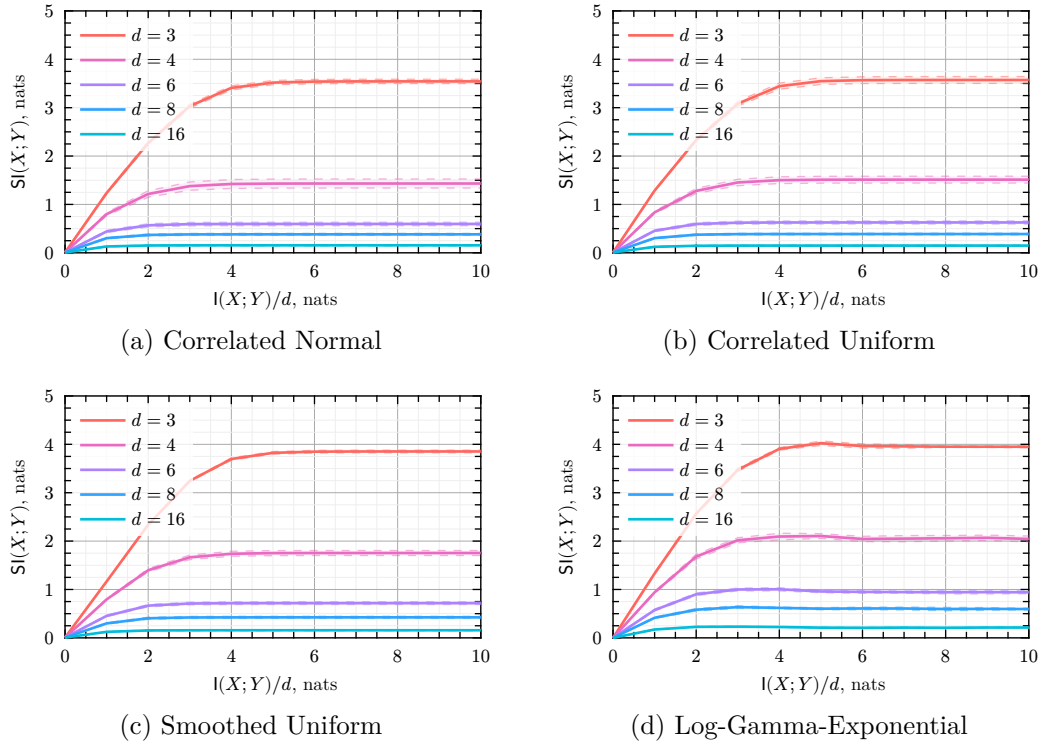 5
4
3
2
1
0
SI(X; Y), nats
d = 3
d = 4
d = 6
d = 8
d = 16
0 2 4 6 8 10
I(X; Y)/d, nats
(a) Correlated Normal
5
4
3
2
1
0
SI(X; Y), nats
d = 3
d = 4
d = 6
d = 8
d = 16
0 2 4 6 8 10
I(X; Y)/d, nats
(b) Correlated Uniform
5
4
3
2
1
0
SI(X; Y), nats
d = 3
d = 4
d = 6
d = 8
d = 16
0 2 4 6 8 10
I(X; Y)/d, nats
(c) Smoothed Uniform
5
4
3
2
1
0
SI(X; Y), nats
d = 3
d = 4
d = 6
d = 8
d = 16
0 2 4 6 8 10
I(X; Y)/d, nats
(d) Log-Gamma-Exponential